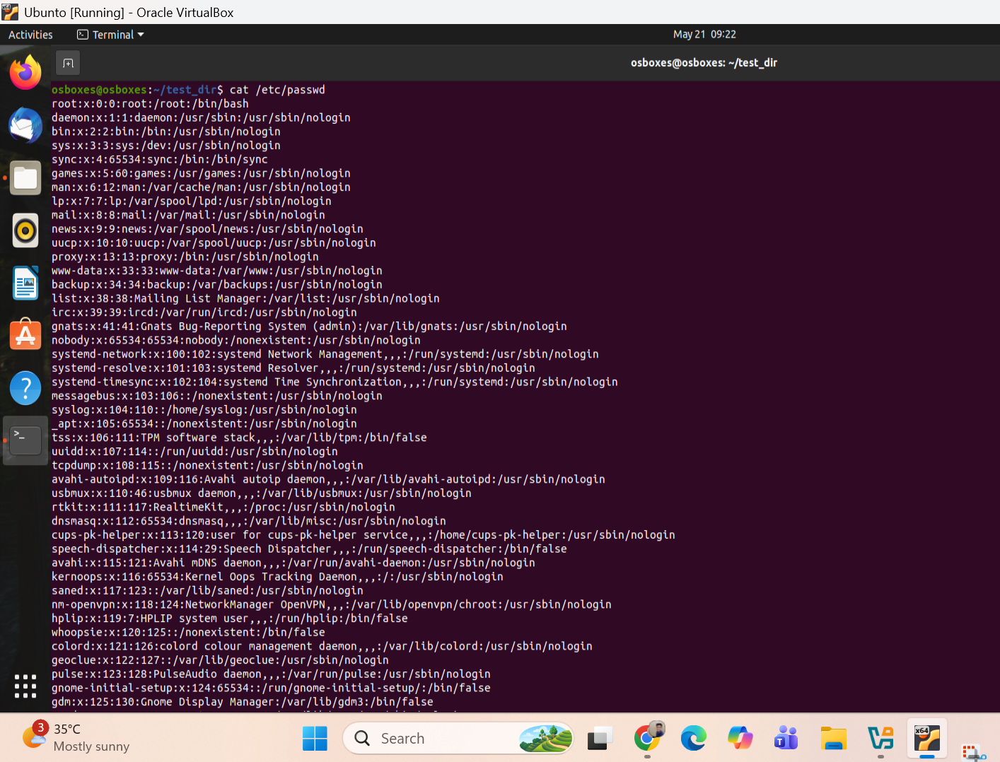 Ubunto [Running] - Oracle VirtualBox
Activities
Terminal
May 21 09:22
osboxes@osboxes: ~/test_dir
osboxes@osboxes:~/test_dir$ cat /etc/passwd
root:x:0:0:root:/root:/bin/bash
daemon:x:1:1:daemon:/usr/sbin:/usr/sbin/nologin
bin:x:2:2:bin:/bin:/usr/sbin/nologin
sys:x:3:3:sys:/dev:/usr/sbin/nologin
sync:x:4:65534:sync:/bin:/bin/sync
games:x:5:60:games:/usr/games:/usr/sbin/nologin
man:x:6:12:man:/var/cache/man:/usr/sbin/nologin
lp:x:7:7:lp:/var/spool/lpd:/usr/sbin/nologin
mail:x:8:8:mail:/var/mail:/usr/sbin/nologin
news:x:9:9:news:/var/spool/news:/usr/sbin/nologin
uucp:x:10:10:uucp:/var/spool/uucp:/usr/sbin/nologin
proxy:x:13:13:proxy:/bin:/usr/sbin/nologin
www-data:x:33:33:www-data:/var/www:/usr/sbin/nologin
backup:x:34:34:backup:/var/backups:/usr/sbin/nologin
list:x:38:38:Mailing List Manager:/var/list:/usr/sbin/nologin
irc:x:39:39:ircd:/var/run/ircd:/usr/sbin/nologin
gnats:x:41:41:Gnats Bug-Reporting System (admin):/var/lib/gnats:/usr/sbin/nologin
nobody:x:65534:65534:nobody:/nonexistent:/usr/sbin/nologin
systemd-network:x:100:102:systemd Network Management,,,:/run/systemd:/usr/sbin/nologin
systemd-resolve:x:101:103:systemd Resolver,,,:/run/systemd:/usr/sbin/nologin
systemd-timesync:x:102:104:systemd Time Synchronization,,,:/run/systemd:/usr/sbin/nologin
messagebus:x:103:106::/nonexistent:/usr/sbin/nologin
syslog:x:104:110::/home/syslog:/usr/sbin/nologin
_apt:x:105:65534::/nonexistent:/usr/sbin/nologin
tss:x:106:111:TPM software stack,,,:/var/lib/tpm:/bin/false
uuidd:x:107:114::/run/uuidd:/usr/sbin/nologin
tcpdump:x:108:115::/nonexistent:/usr/sbin/nologin
avahi-autoipd:x:109:116:Avahi autoip daemon,,,:/var/lib/avahi-autoipd:/usr/sbin/nologin
usbmux:x:110:46:usbmux daemon,,,:/var/lib/usbmux:/usr/sbin/nologin
rtkit:x:111:117:RealtimeKit,,,:/proc:/usr/sbin/nologin
dnsmasq:x:112:65534:dnsmasq,,,:/var/lib/misc:/usr/sbin/nologin
cups-pk-helper:x:113:120:user for cups-pk-helper service,,,:/home/cups-pk-helper:/usr/sbin/nologin
speech-dispatcher:x:114:29:Speech Dispatcher,,,:/run/speech-dispatcher:/bin/false
avahi:x:115:121:Avahi mDNS daemon,,,:/var/run/avahi-daemon:/usr/sbin/nologin
kernoops:x:116:65534:Kernel Oops Tracking Daemon,,,:/:/usr/sbin/nologin
saned:x:117:123::/var/lib/saned:/usr/sbin/nologin
nm-openvpn:x:118:124:NetworkManager OpenVPN,,,:/var/lib/openvpn/chroot:/usr/sbin/nologin
hplip:x:119:7:HPLIP system user,,,:/run/hplip:/bin/false
whoopsie:x:120:125::/nonexistent:/bin/false
colord:x:121:126:colord colour management daemon,,,:/var/lib/colord:/usr/sbin/nologin
geoclue:x:122:127::/var/lib/geoclue:/usr/sbin/nologin
pulse:x:123:128:PulseAudio daemon,,,:/var/run/pulse:/usr/sbin/nologin
gnome-initial-setup:x:124:65534::/run/gnome-initial-setup/:/bin/false
gdm:x:125:130:Gnome Display Manager:/var/lib/gdm3:/bin/false
3
35°C
Mostly sunny
Search
x64